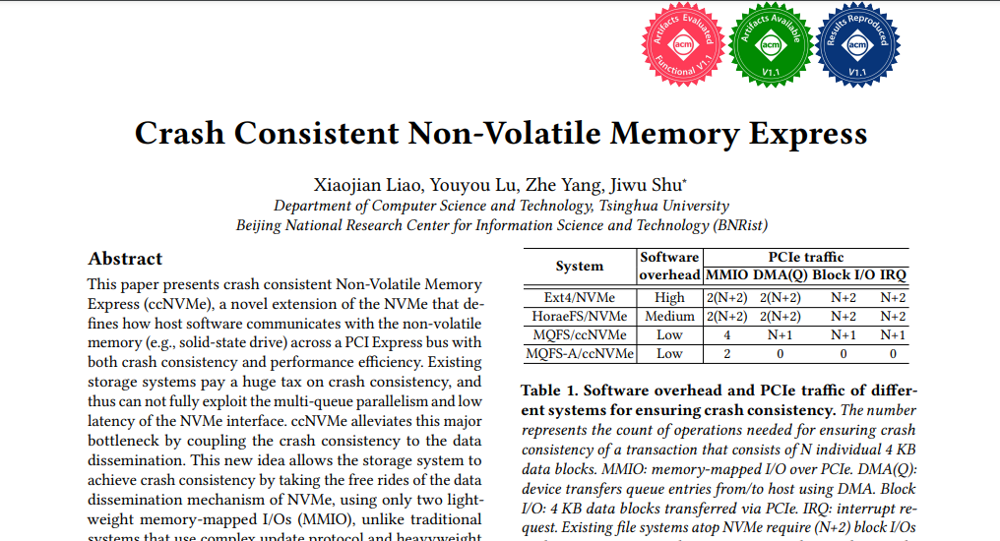 Artifacts Evaluated
acm
Functional V1.1
Artifacts Available
acm
V1.1
Results Reproduced
acm
V1.1
Crash Consistent Non-Volatile Memory Express
Xiaojian Liao, Youyou Lu, Zhe Yang, Jiwu Shu*
Department of Computer Science and Technology, Tsinghua University
Beijing National Research Center for Information Science and Technology (BNRist)
Abstract
This paper presents crash consistent Non-Volatile Memory
Express (ccNVMe), a novel extension of the NVMe that de-
fines how host software communicates with the non-volatile
memory (e.g., solid-state drive) across a PCI Express bus with
both crash consistency and performance efficiency. Existing
storage systems pay a huge tax on crash consistency, and
thus can not fully exploit the multi-queue parallelism and low
latency of the NVMe interface. ccNVMe alleviates this major
bottleneck by coupling the crash consistency to the data
dissemination. This new idea allows the storage system to
achieve crash consistency by taking the free rides of the data
dissemination mechanism of NVMe, using only two light-
weight memory-mapped I/Os (MMIO), unlike traditional
systems that use complex update protocol and heavyweight
System Software overhead PCIe traffic
MMIO DMA(Q) Block I/O IRQ
Ext4/NVMe High 2(N+2) 2(N+2) N+2 N+2
HoraeFS/NVMe Medium 2(N+2) 2(N+2) N+2 N+2
MQFS/ccNVMe Low 4 N+1 N+1 N+1
MQFS-A/ccNVMe Low 2 0 0 0
Table 1. Software overhead and PCIe traffic of differ-
ent systems for ensuring crash consistency. The number
represents the count of operations needed for ensuring crash
consistency of a transaction that consists of N individual 4 KB
data blocks. MMIO: memory-mapped I/O over PCIe. DMA(Q):
device transfers queue entries from/to host using DMA. Block
I/O: 4 KB data blocks transferred via PCIe. IRQ: interrupt re-
quest. Existing file systems atop NVMe require (N+2) block I/Os